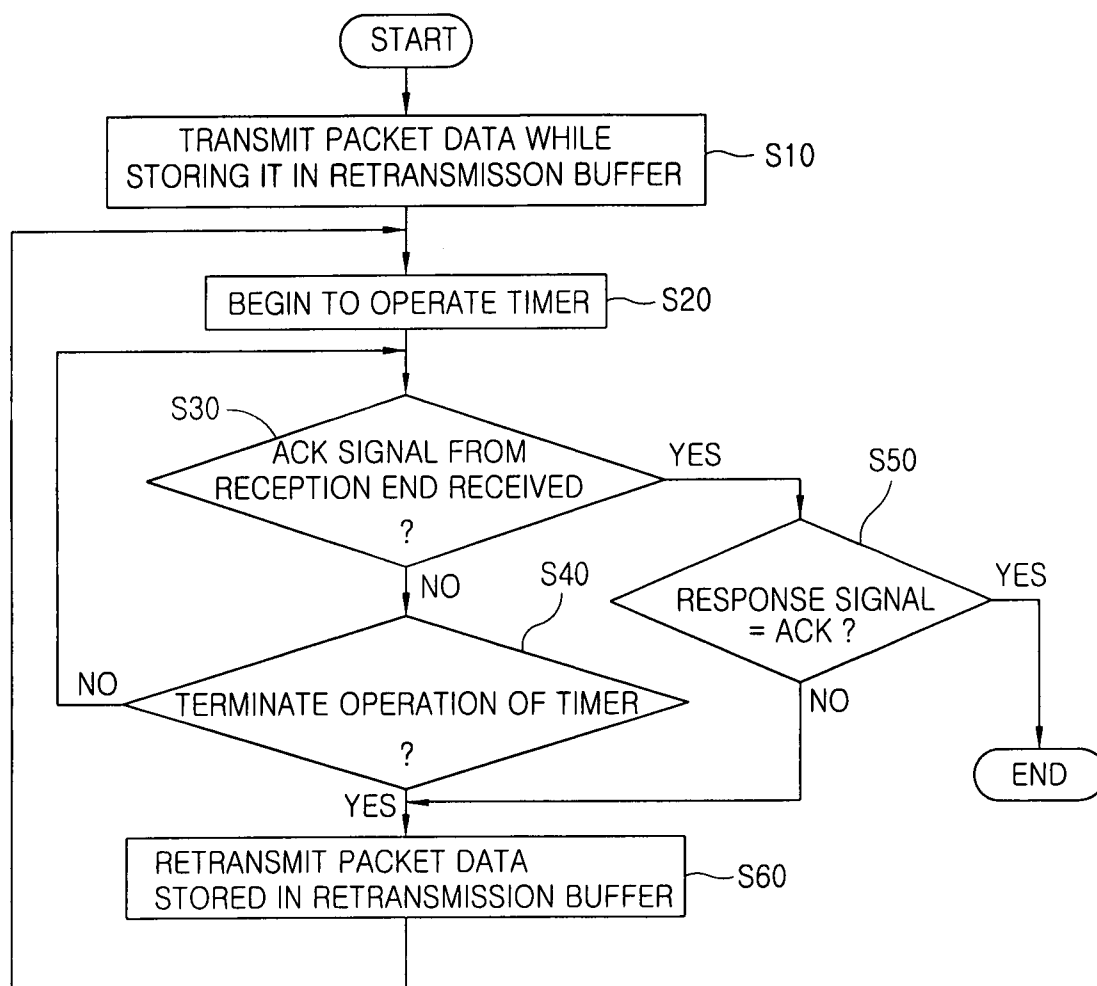 START
TRANSMIT PACKET DATA WHILE
STORING IT IN RETRANSMISSON BUFFER
S10
BEGIN TO OPERATE TIMER
S20
S30
ACK SIGNAL FROM
RECEPTION END RECEIVED
?
YES
NO
S50
RESPONSE SIGNAL
= ACK ?
YES
NO
S40
TERMINATE OPERATION OF TIMER
?
NO
YES
END
RETRANSMIT PACKET DATA
STORED IN RETRANSMISSION BUFFER
S60